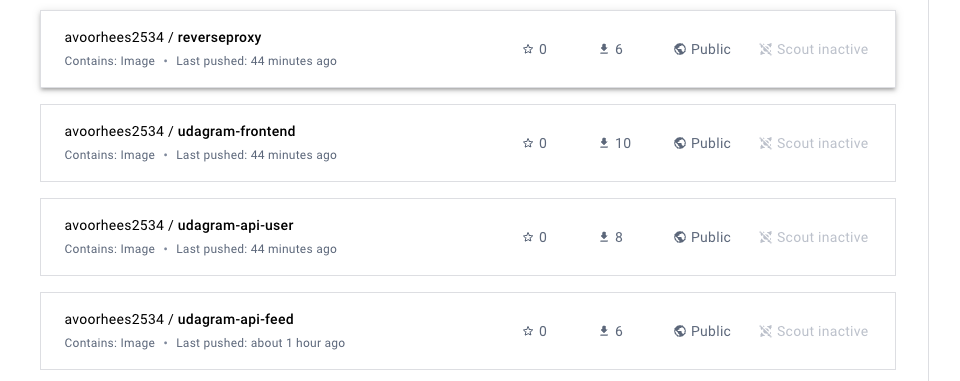 avoorhees2534 / reverseproxy
0 6 Public Scout inactive
Contains: Image • Last pushed: 44 minutes ago
avoorhees2534 / udagram-frontend
0 10 Public Scout inactive
Contains: Image • Last pushed: 44 minutes ago
avoorhees2534 / udagram-api-user
0 8 Public Scout inactive
Contains: Image • Last pushed: 44 minutes ago
avoorhees2534 / udagram-api-feed
0 6 Public Scout inactive
Contains: Image • Last pushed: about 1 hour ago